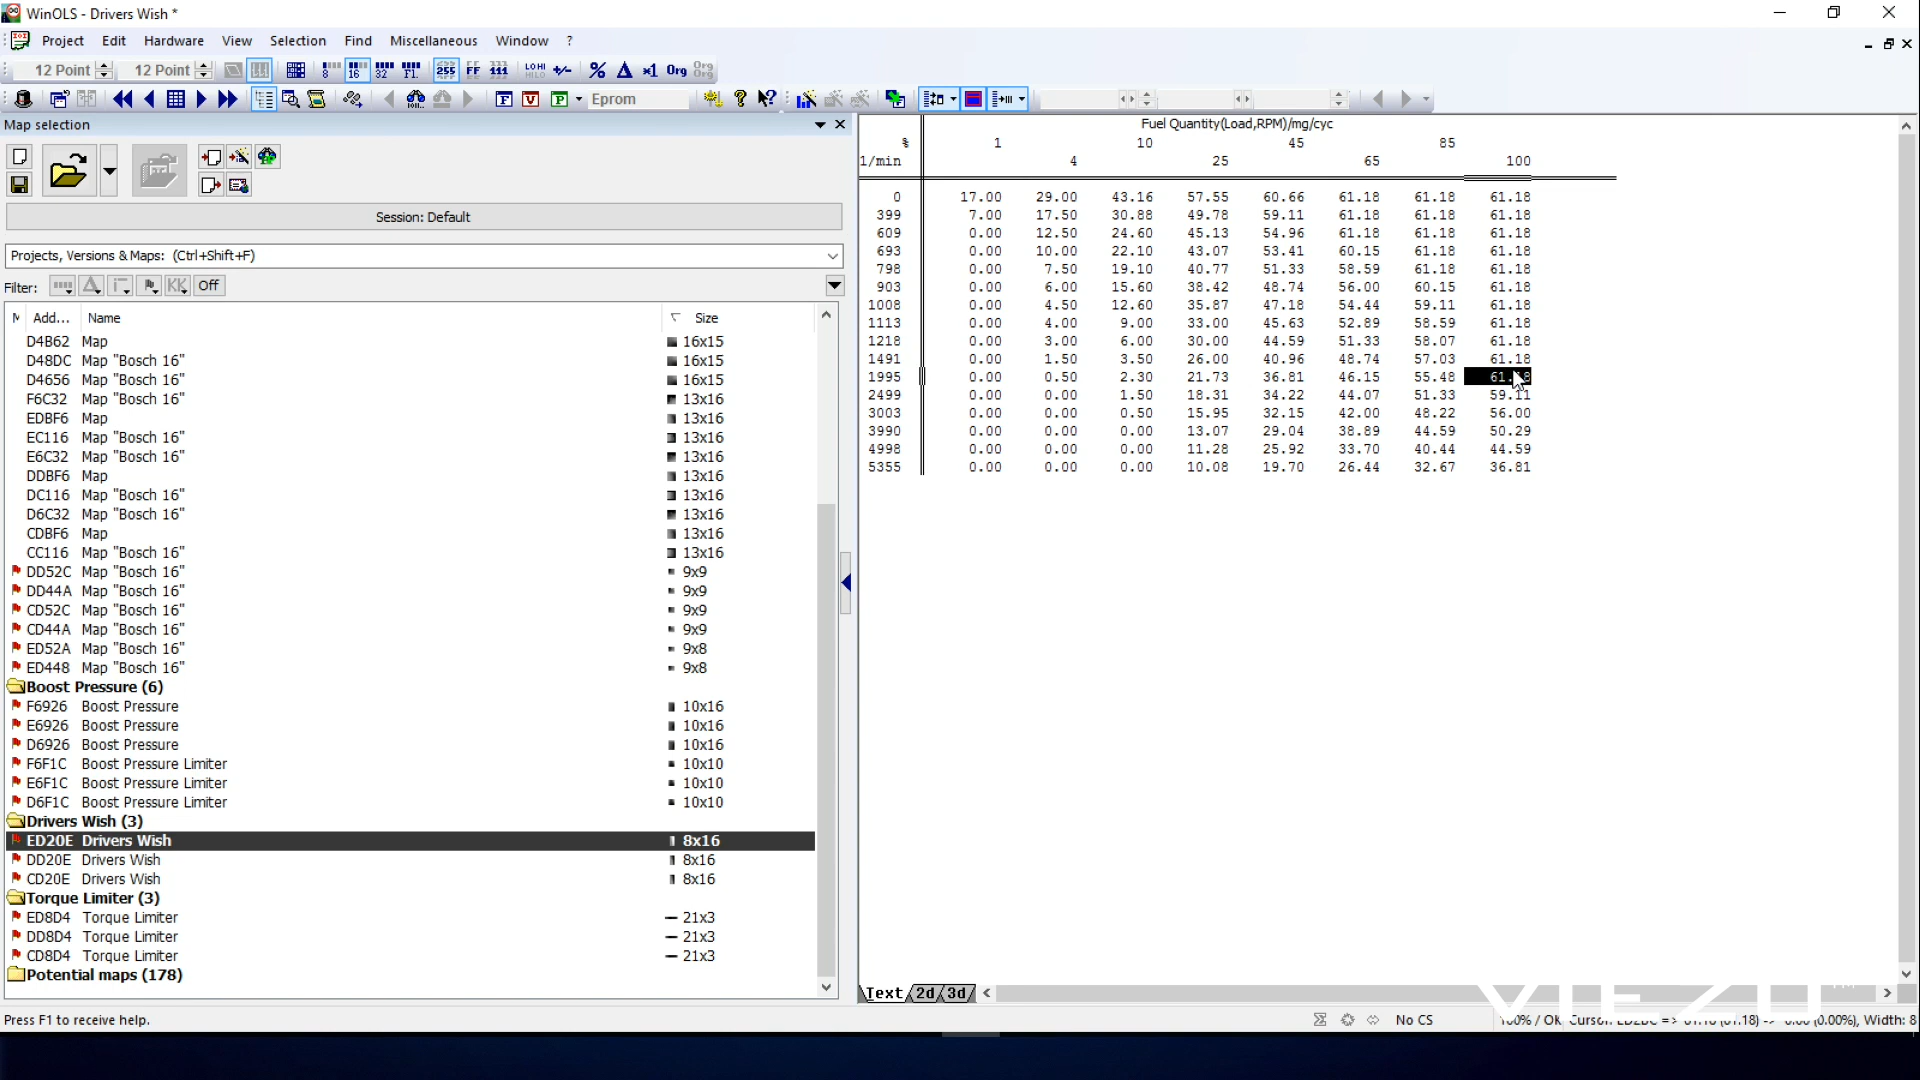 WinOLS - Drivers Wish *
Project Edit Hardware View Selection Find Miscellaneous Window ?
12 Point 12 Point 8 16 32 Fl. 255 FF 111 LOHI HILO +/- % Δ ×1 Org Org
Eprom
Map selection
Session: Default
Projects, Versions & Maps: (Ctrl+Shift+F)
Filter: KK Off
Add... Name Size
D4B62 Map 16x15
D48DC Map "Bosch 16" 16x15
D4656 Map "Bosch 16" 16x15
F6C32 Map "Bosch 16" 13x16
EDBF6 Map 13x16
EC116 Map "Bosch 16" 13x16
E6C32 Map "Bosch 16" 13x16
DDBF6 Map 13x16
DC116 Map "Bosch 16" 13x16
D6C32 Map "Bosch 16" 13x16
CDBF6 Map 13x16
CC116 Map "Bosch 16" 13x16
DD52C Map "Bosch 16" 9x9
DD44A Map "Bosch 16" 9x9
CD52C Map "Bosch 16" 9x9
CD44A Map "Bosch 16" 9x9
ED52A Map "Bosch 16" 9x8
ED448 Map "Bosch 16" 9x8
Boost Pressure (6)
F6926 Boost Pressure 10x16
E6926 Boost Pressure 10x16
D6926 Boost Pressure 10x16
F6F1C Boost Pressure Limiter 10x10
E6F1C Boost Pressure Limiter 10x10
D6F1C Boost Pressure Limiter 10x10
Drivers Wish (3)
ED20E Drivers Wish 8x16
DD20E Drivers Wish 8x16
CD20E Drivers Wish 8x16
Torque Limiter (3)
ED8D4 Torque Limiter 21x3
DD8D4 Torque Limiter 21x3
CD8D4 Torque Limiter 21x3
Potential maps (178)
Fuel Quantity(Load,RPM)/mg/cyc
% 1 10 45 85
1/min 4 25 65 100
0 17.00 29.00 43.16 57.55 60.66 61.18 61.18 61.18
399 7.00 17.50 30.88 49.78 59.11 61.18 61.18 61.18
609 0.00 12.50 24.60 45.13 54.96 61.18 61.18 61.18
693 0.00 10.00 22.10 43.07 53.41 60.15 61.18 61.18
798 0.00 7.50 19.10 40.77 51.33 58.59 61.18 61.18
903 0.00 6.00 15.60 38.42 48.74 56.00 60.15 61.18
1008 0.00 4.50 12.60 35.87 47.18 54.44 59.11 61.18
1113 0.00 4.00 9.00 33.00 45.63 52.89 58.59 61.18
1218 0.00 3.00 6.00 30.00 44.59 51.33 58.07 61.18
1491 0.00 1.50 3.50 26.00 40.96 48.74 57.03 61.18
1995 0.00 0.50 2.30 21.73 36.81 46.15 55.48
2499 0.00 0.00 1.50 18.31 34.22 44.07 51.33 59.11
3003 0.00 0.00 0.50 15.95 32.15 42.00 48.22 56.00
3990 0.00 0.00 0.00 13.07 29.04 38.89 44.59 50.29
4998 0.00 0.00 0.00 11.28 25.92 33.70 40.44 44.59
5355 0.00 0.00 0.00 10.08 19.70 26.44 32.67 36.81
Text 2d 3d
VIEZU
Press F1 to receive help.
No CS 100% / OK (0.00%), Width: 8